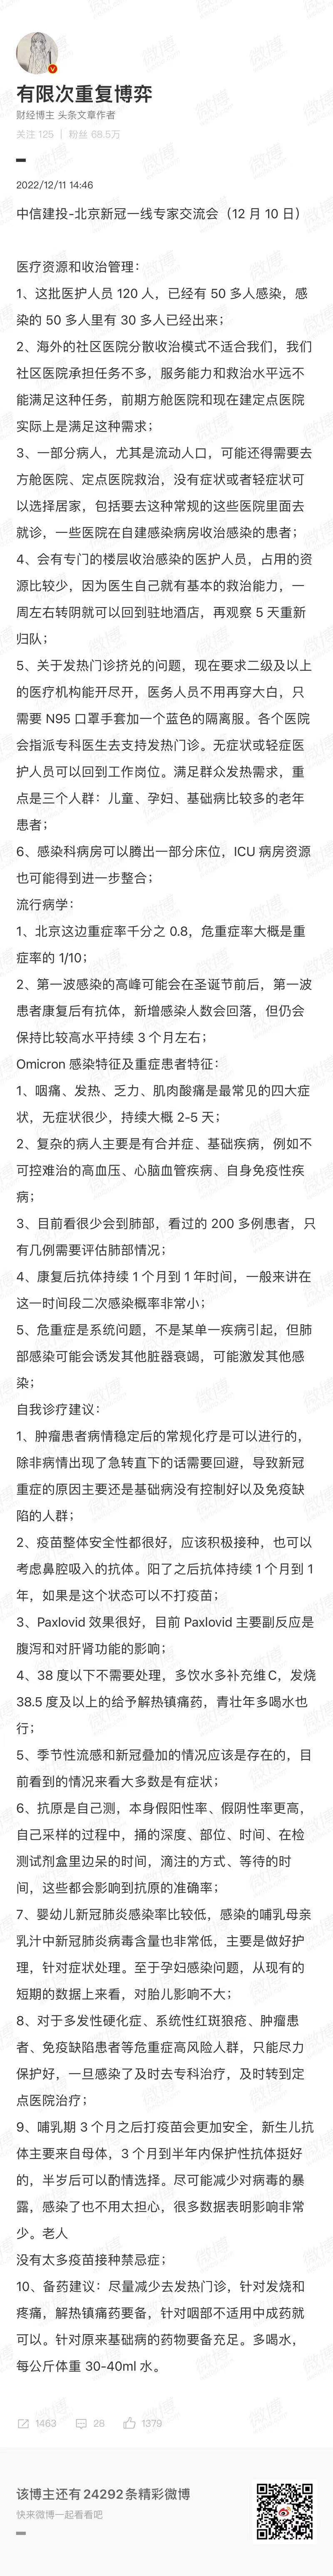 有限次重复博弈
财经博主 头条文章作者
关注 125 | 粉丝 68.5万
2022/12/11 14:46
中信建投-北京新冠一线专家交流会（12 月 10 日）
医疗资源和收治管理：
1、这批医护人员 120 人，已经有 50 多人感染，感
染的 50 多人里有 30 多人已经出来；
2、海外的社区医院分散收治模式不适合我们，我们
社区医院承担任务不多，服务能力和救治水平远不
能满足这种任务，前期方舱医院和现在建定点医院
实际上是满足这种需求；
3、一部分病人，尤其是流动人口，可能还得需要去
方舱医院、定点医院救治，没有症状或者轻症状可
以选择居家，包括要去这种常规的这些医院里面去
就诊，一些医院在自建感染病房收治感染的患者；
4、会有专门的楼层收治感染的医护人员，占用的资
源比较少，因为医生自己就有基本的救治能力，一
周左右转阴就可以回到驻地酒店，再观察 5 天重新
归队；
5、关于发热门诊挤兑的问题，现在要求二级及以上
的医疗机构能开尽开，医务人员不用再穿大白，只
需要 N95 口罩手套加一个蓝色的隔离服。各个医院
会指派专科医生去支持发热门诊。无症状或轻症医
护人员可以回到工作岗位。满足群众发热需求，重
点是三个人群：儿童、孕妇、基础病比较多的老年
患者；
6、感染科病房可以腾出一部分床位，ICU 病房资源
也可能得到进一步整合；
流行病学：
1、北京这边重症率千分之 0.8，危重症率大概是重
症率的 1/10；
2、第一波感染的高峰可能会在圣诞节前后，第一波
患者康复后有抗体，新增感染人数会回落，但仍会
保持比较高水平持续 3 个月左右；
Omicron 感染特征及重症患者特征：
1、咽痛、发热、乏力、肌肉酸痛是最常见的四大症
状，无症状很少，持续大概 2-5 天；
2、复杂的病人主要是有合并症、基础疾病，例如不
可控难治的高血压、心脑血管疾病、自身免疫性疾
病；
3、目前看很少会到肺部，看过的 200 多例患者，只
有几例需要评估肺部情况；
4、康复后抗体持续 1 个月到 1 年时间，一般来讲在
这一时间段二次感染概率非常小；
5、危重症是系统问题，不是某单一疾病引起，但肺
部感染可能会诱发其他脏器衰竭，可能激发其他感
染；
自我诊疗建议：
1、肿瘤患者病情稳定后的常规化疗是可以进行的，
除非病情出现了急转直下的话需要回避，导致新冠
重症的原因主要还是基础病没有控制好以及免疫缺
陷的人群；
2、疫苗整体安全性都很好，应该积极接种，也可以
考虑鼻腔吸入的抗体。阳了之后抗体持续 1 个月到 1
年，如果是这个状态可以不打疫苗；
3、Paxlovid 效果很好，目前 Paxlovid 主要副反应是
腹泻和对肝肾功能的影响；
4、38 度以下不需要处理，多饮水多补充维 C，发烧
38.5 度及以上的给予解热镇痛药，青壮年多喝水也
行；
5、季节性流感和新冠叠加的情况应该是存在的，目
前看到的情况来看大多数是有症状；
6、抗原是自己测，本身假阳性率、假阴性率更高，
自己采样的过程中，捅的深度、部位、时间、在检
测试剂盒里边呆的时间，滴注的方式、等待的时
间，这些都会影响到抗原的准确率；
7、婴幼儿新冠肺炎感染率比较低，感染的哺乳母亲
乳汁中新冠肺炎病毒含量也非常低，主要是做好护
理，针对症状处理。至于孕妇感染问题，从现有的
短期的数据上来看，对胎儿影响不大；
8、对于多发性硬化症、系统性红斑狼疮、肿瘤患
者、免疫缺陷患者等危重症高风险人群，只能尽力
保护好，一旦感染了及时去专科治疗，及时转到定
点医院治疗；
9、哺乳期 3 个月之后打疫苗会更加安全，新生儿抗
体主要来自母体，3 个月到半年内保护性抗体挺好
的，半岁后可以酌情选择。尽可能减少对病毒的暴
露，感染了也不用太担心，很多数据表明影响非常
少。老人
没有太多疫苗接种禁忌症；
10、备药建议：尽量减少去发热门诊，针对发烧和
疼痛，解热镇痛药要备，针对咽部不适用中成药就
可以。针对原来基础病的药物要备充足。多喝水，
每公斤体重 30-40ml 水。
1463 28 1379
该博主还有24292条精彩微博
快来微博一起看看吧